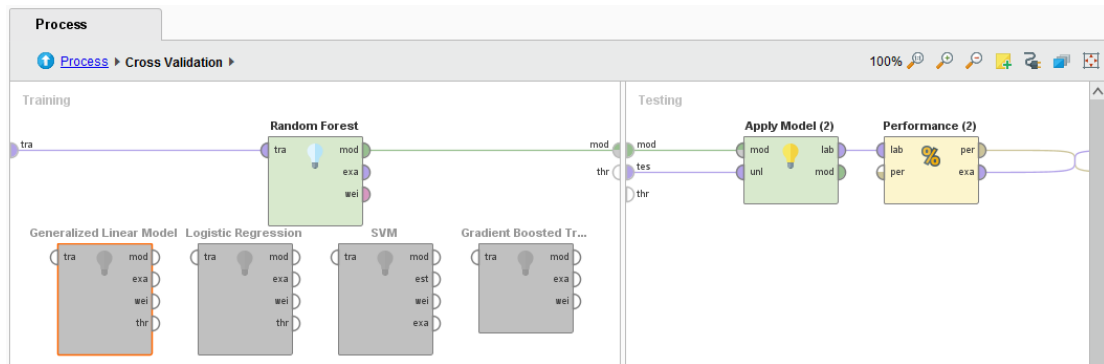 Process
Process ▸ Cross Validation ▸
100%
Training
Testing
Random Forest
Apply Model (2)
Performance (2)
tra
tra
mod
mod
mod
mod
lab
lab
per
exa
thr
tes
unl
mod
per
exa
wei
thr
Generalized Linear Model
Logistic Regression
SVM
Gradient Boosted Tr...
tra
mod
tra
mod
tra
mod
tra
mod
exa
exa
est
exa
wei
wei
wei
wei
thr
thr
exa